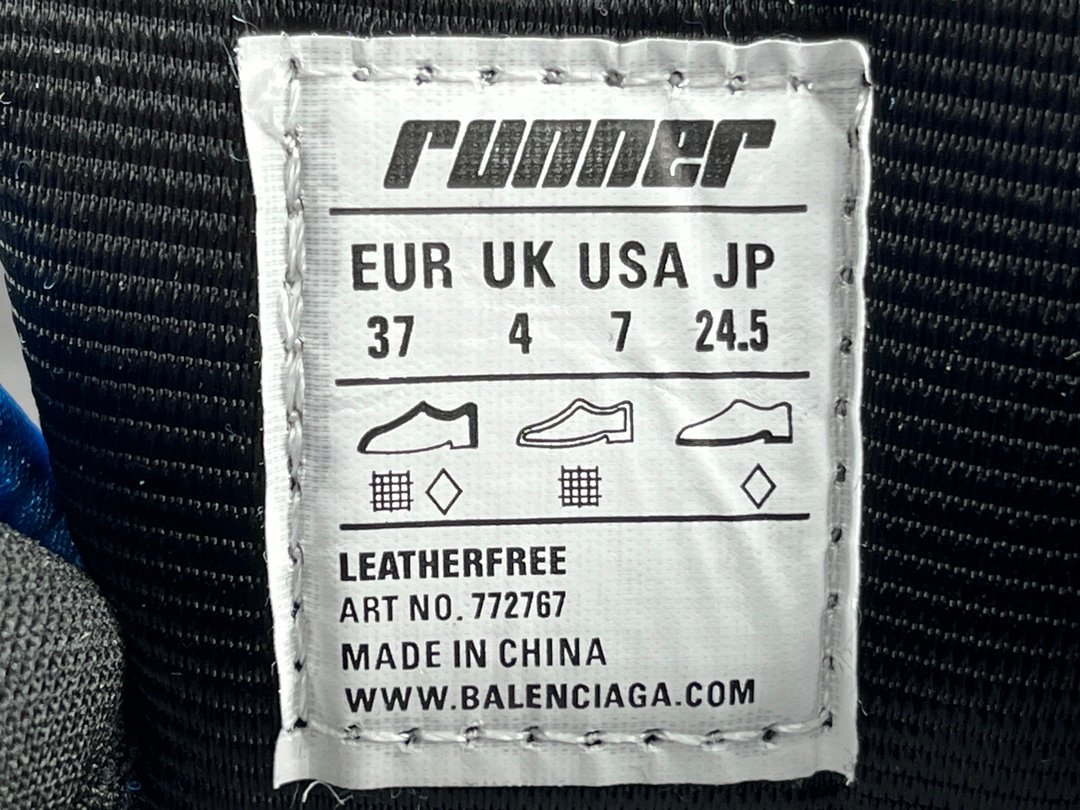 runner
EUR UK USA JP
37 4 7 24.5
LEATHERFREE
ART NO. 772767
MADE IN CHINA
WWW.BALENCIAGA.COM